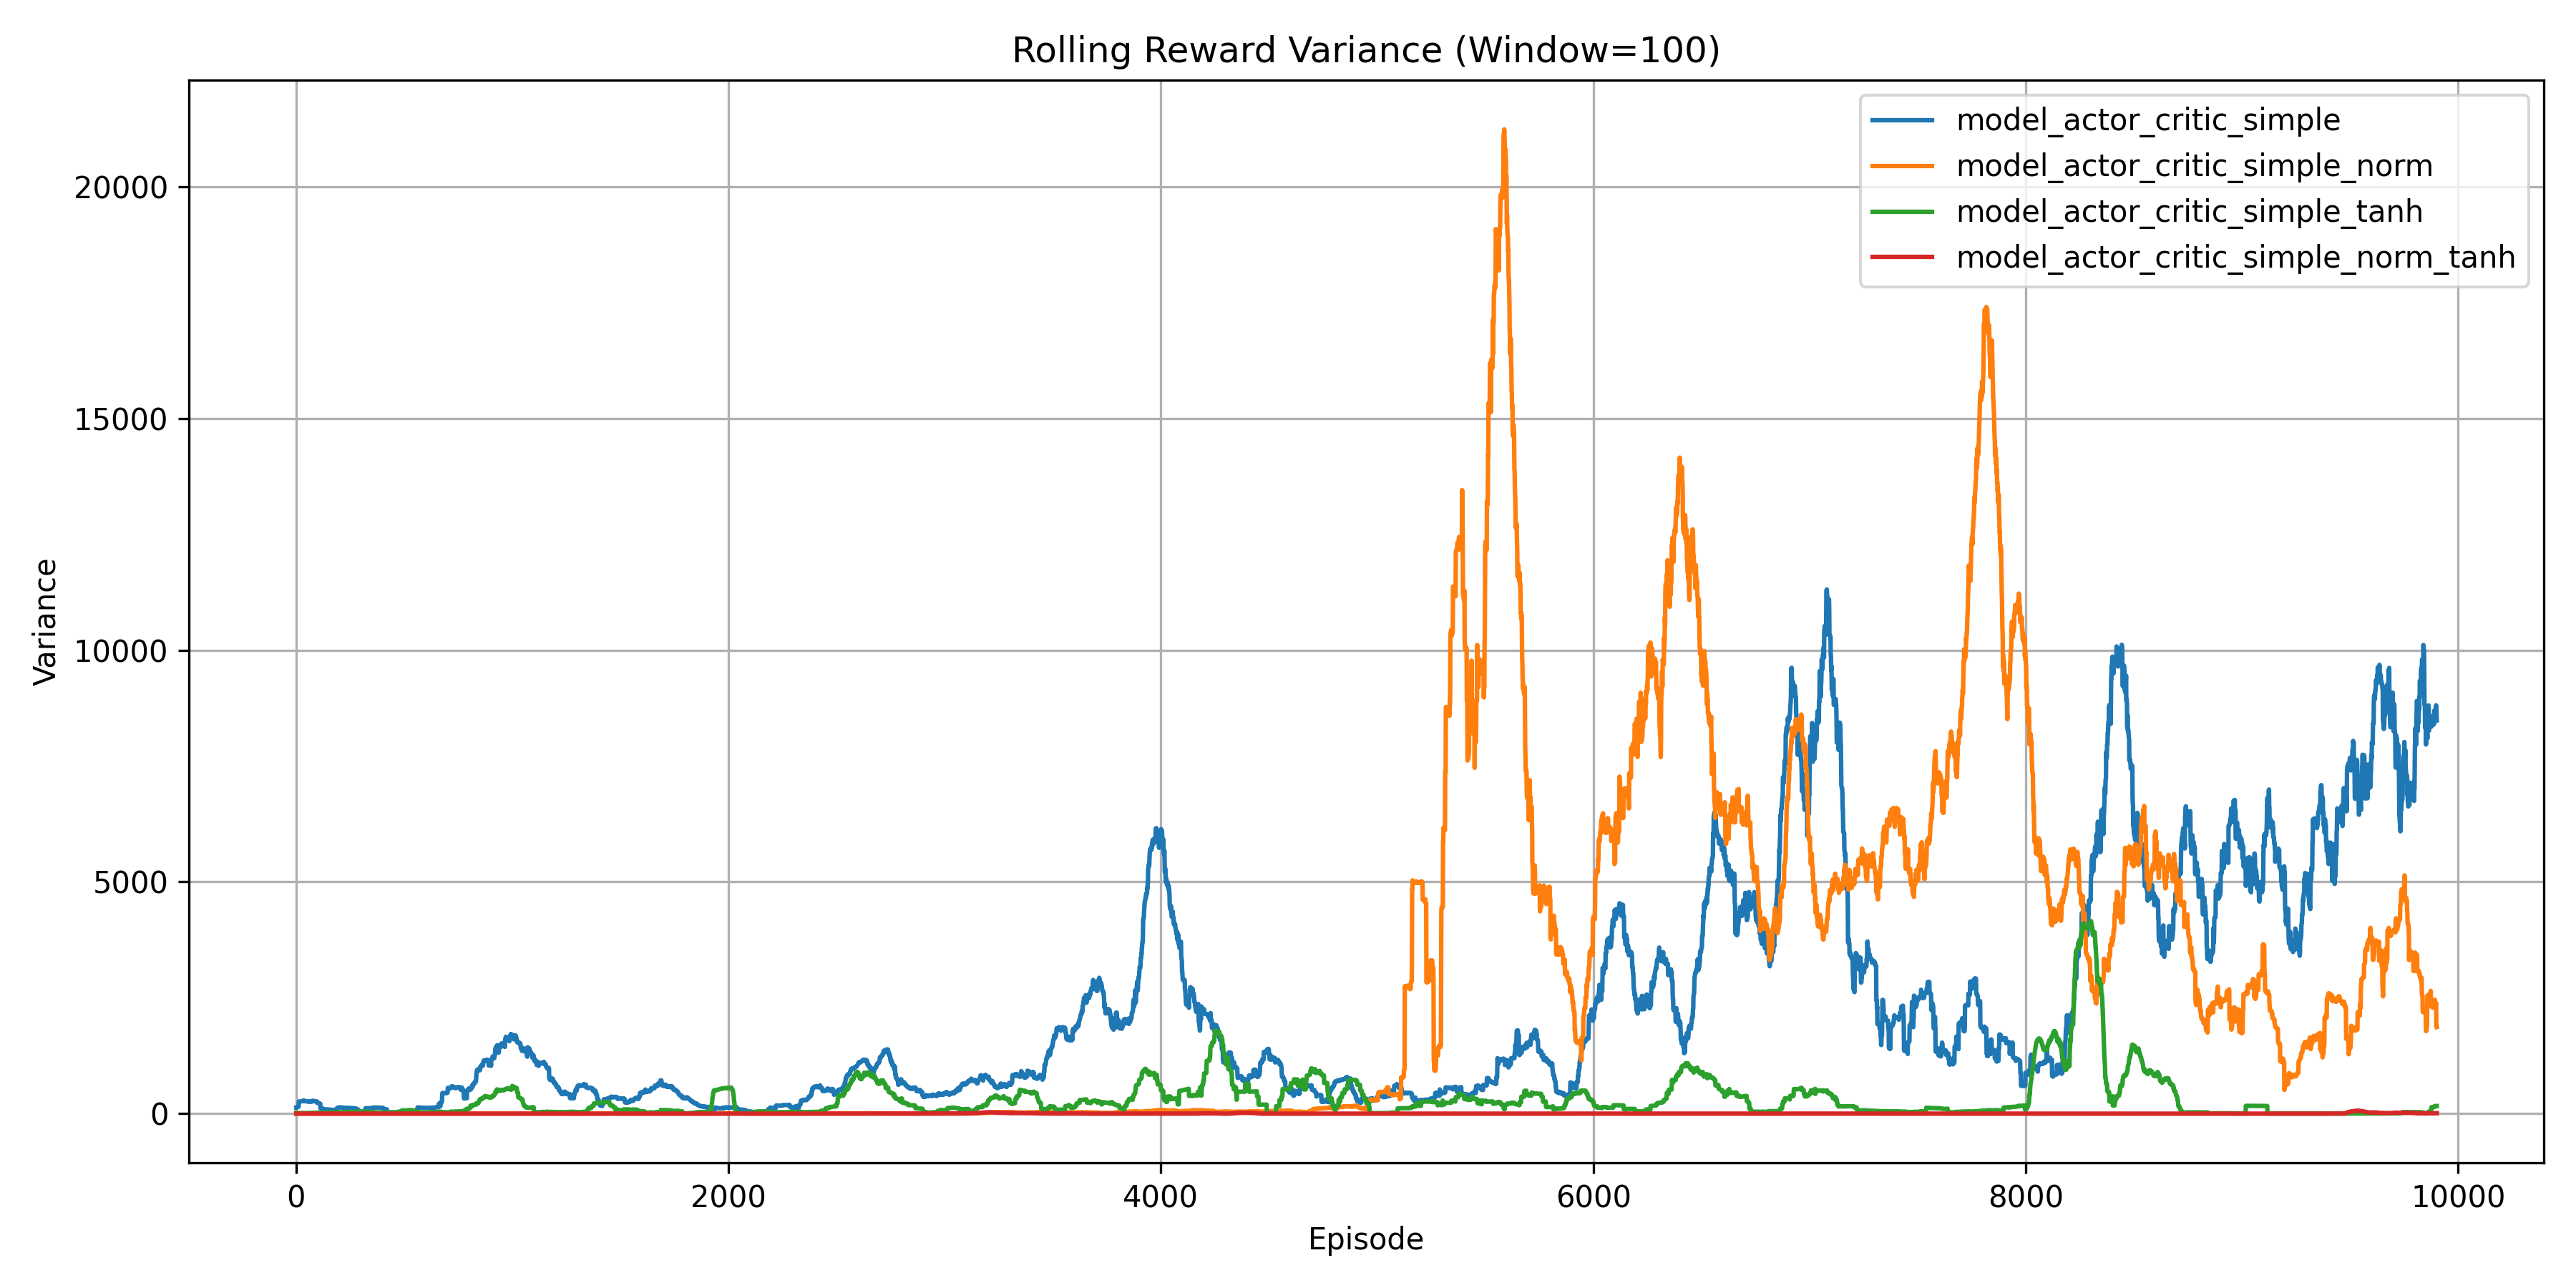 Rolling Reward Variance (Window=100)
model_actor_critic_simple
model_actor_critic_simple_norm
model_actor_critic_simple_tanh
model_actor_critic_simple_norm_tanh
Variance
20000
15000
10000
5000
0
0 2000 4000 6000 8000 10000
Episode